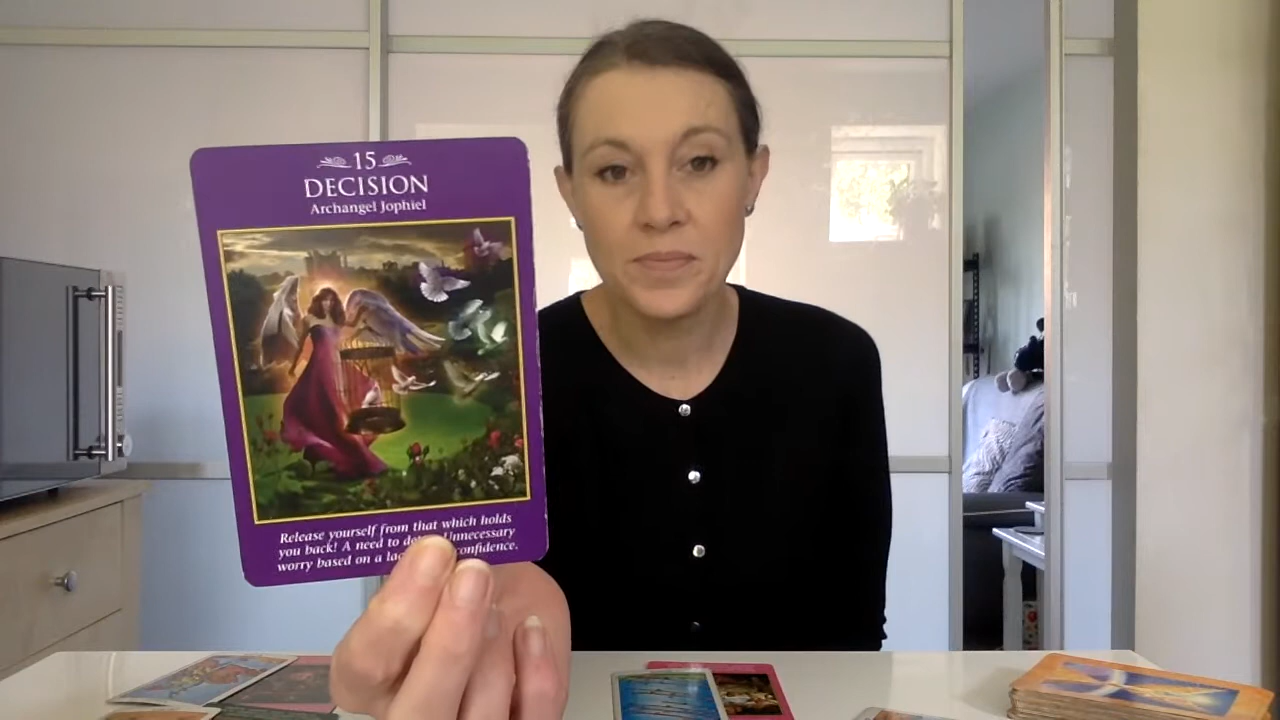 15
DECISION
Archangel Jophiel
Release yourself from that which holds
you back! A need to Unnecessary
worry based on a confidence.